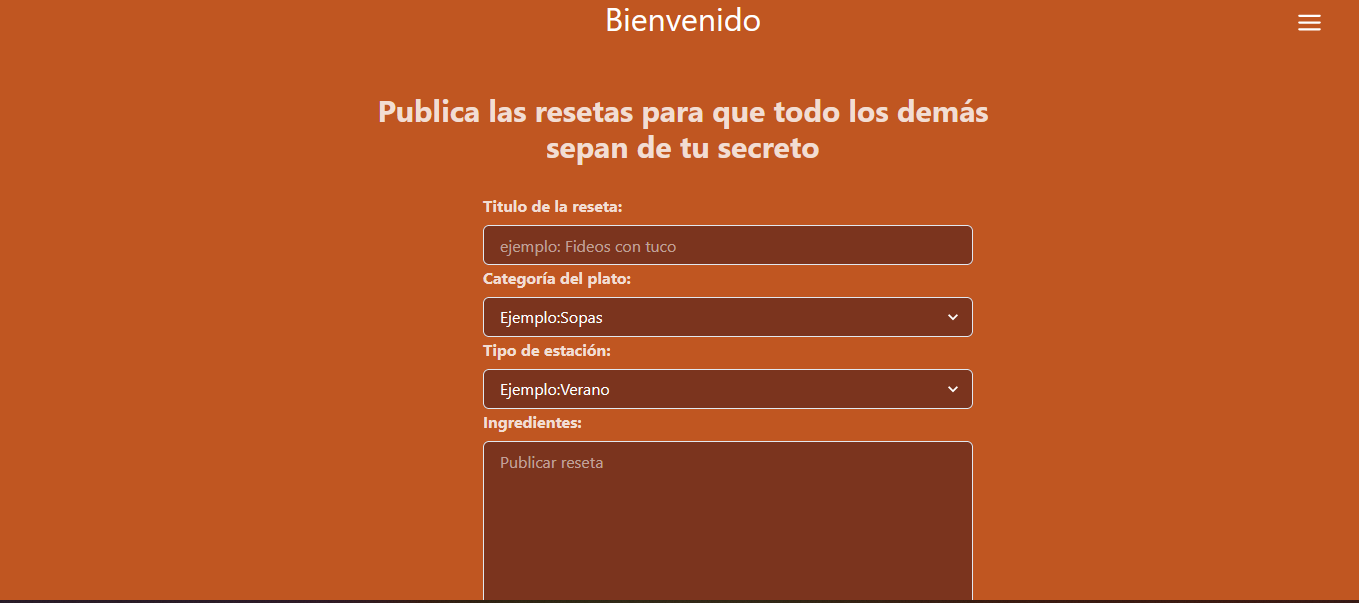 Bienvenido
Publica las resetas para que todo los demás
sepan de tu secreto
Titulo de la reseta:
ejemplo: Fideos con tuco
Categoría del plato:
Ejemplo:Sopas
Tipo de estación:
Ejemplo:Verano
Ingredientes:
Publicar reseta